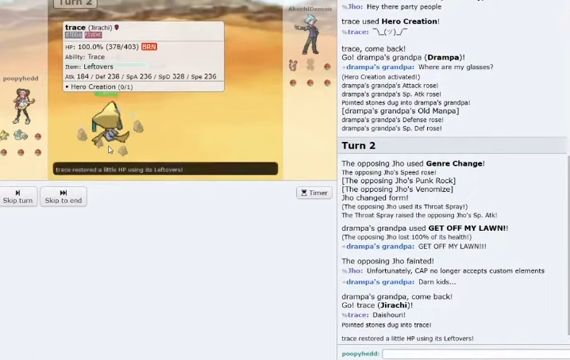 Turn 2
AkachiDemon
trace (Jirachi)
HP: 100.0% (378/403) BRN
Ability: Trace
Item: Leftovers
Atk 184 / Def 238 / SpA 236 / SpD 328 / Spe 236
• Hero Creation (0/1)
poopyhedd
trace restored a little HP using its Leftovers!
Skip turn
Skip to end
Timer
%Jho: Hey there party people
trace used Hero Creation!
%trace: ¯\_(ツ)_/¯
trace, come back!
Go! drampa's grandpa (Drampa)!
+drampa's grandpa: Where are my glasses?
(Hero Creation activated!)
drampa's grandpa's Attack rose!
drampa's grandpa's Sp. Atk rose!
Pointed stones dug into drampa's grandpa!
[drampa's grandpa's Old Manpa]
drampa's grandpa's Defense rose!
drampa's grandpa's Sp. Def rose!
Turn 2
The opposing Jho used Genre Change!
The opposing Jho's Speed rose!
[The opposing Jho's Punk Rock]
[The opposing Jho's Venomize]
Jho changed form!
(The opposing Jho used its Throat Spray!)
The Throat Spray raised the opposing Jho's Sp. Atk!
drampa's grandpa used GET OFF MY LAWN!!
(The opposing Jho lost 100% of its health!)
+drampa's grandpa: GET OFF MY LAWN!!!
The opposing Jho fainted!
%Jho: Unfortunately, CAP no longer accepts custom elements
+drampa's grandpa: Darn kids...
drampa's grandpa, come back!
Go! trace (Jirachi)!
%trace: Daishouri!
Pointed stones dug into trace!
trace restored a little HP using its Leftovers!
poopyhedd: